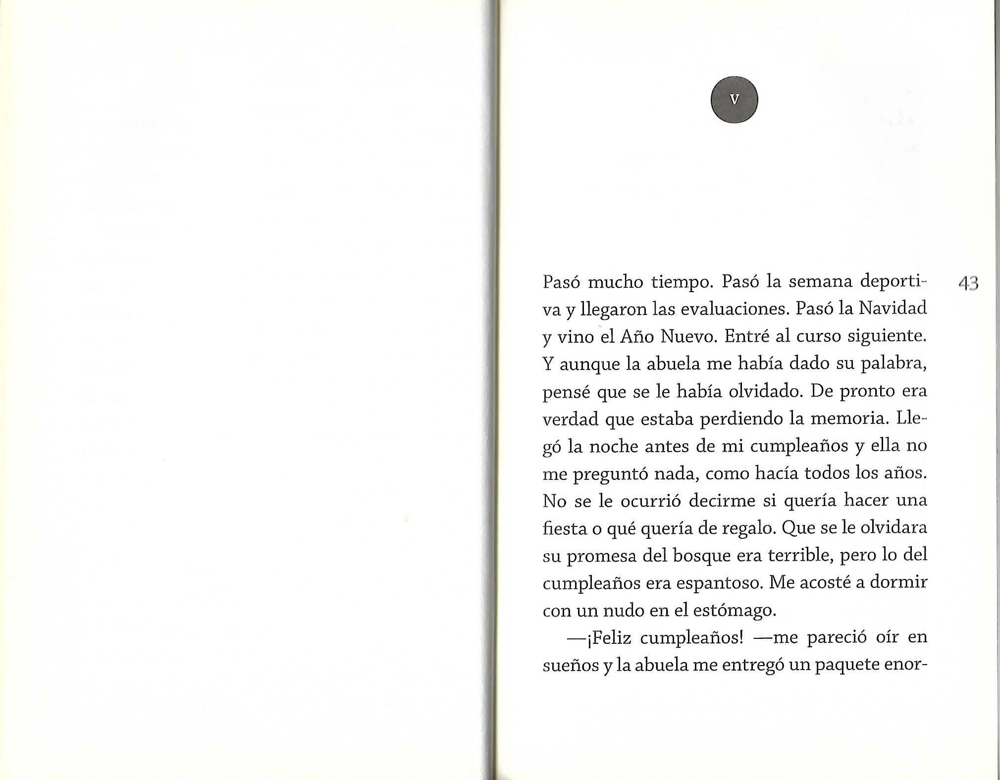 V
Pasó mucho tiempo. Pasó la semana deporti-
43
va y llegaron las evaluaciones. Pasó la Navidad
y vino el Año Nuevo. Entré al curso siguiente.
Y aunque la abuela me había dado su palabra,
pensé que se le había olvidado. De pronto era
verdad que estaba perdiendo la memoria. Lle-
gó la noche antes de mi cumpleaños y ella no
me preguntó nada, como hacía todos los años.
No se le ocurrió decirme si quería hacer una
fiesta o qué quería de regalo. Que se le olvidara
su promesa del bosque era terrible, pero lo del
cumpleaños era espantoso. Me acosté a dormir
con un nudo en el estómago.
—¡Feliz cumpleaños! —me pareció oír en
sueños y la abuela me entregó un paquete enor-